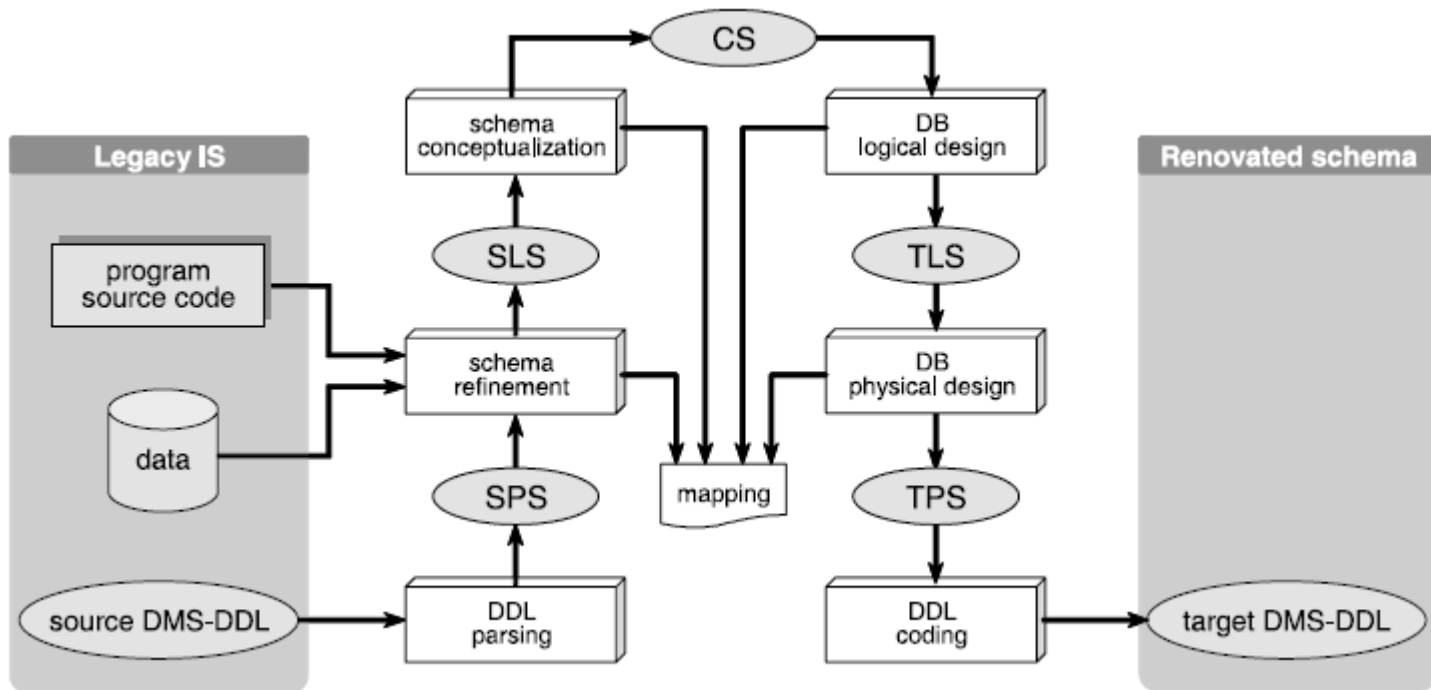 CS
schema
conceptualization
DB
logical design
Legacy IS
Renovated schema
program
source code
SLS
TLS
schema
refinement
DB
physical design
data
SPS
mapping
TPS
source DMS-DDL
DDL
parsing
DDL
coding
target DMS-DDL